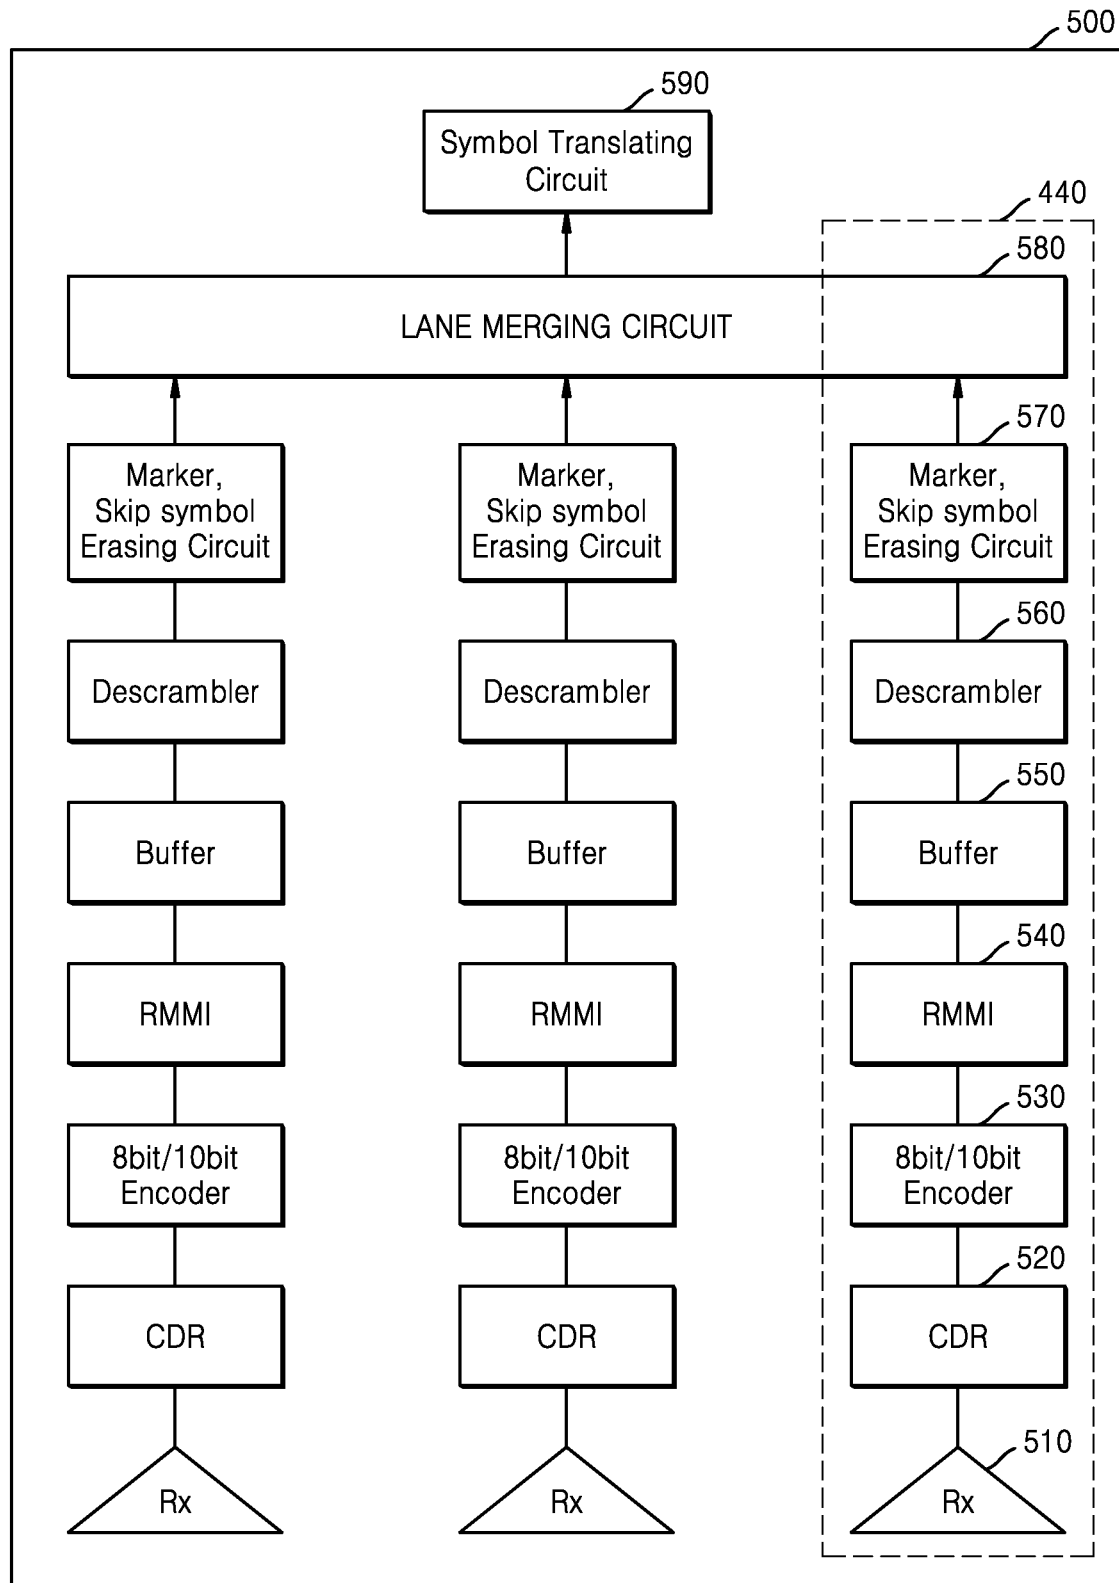 500
590
Symbol Translating
Circuit
440
580
LANE MERGING CIRCUIT
570
Marker,
Skip symbol
Erasing Circuit
Marker,
Skip symbol
Erasing Circuit
Marker,
Skip symbol
Erasing Circuit
560
Descrambler
Descrambler
Descrambler
550
Buffer
Buffer
Buffer
540
RMMI
RMMI
RMMI
530
8bit/10bit
Encoder
8bit/10bit
Encoder
8bit/10bit
Encoder
520
CDR
CDR
CDR
510
Rx
Rx
Rx